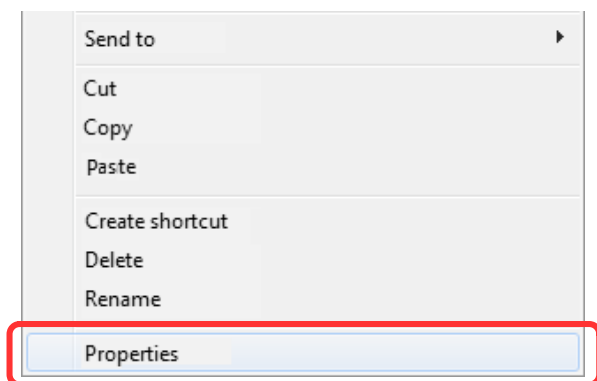 Send to
Cut
Copy
Paste
Create shortcut
Delete
Rename
Properties